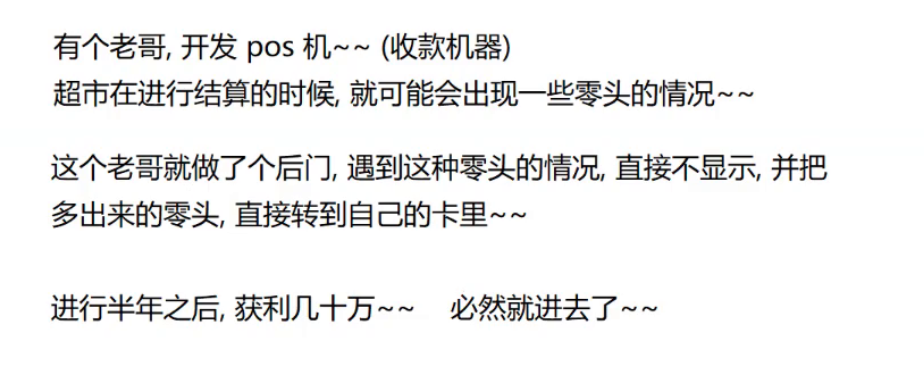 有个老哥, 开发 pos 机~~ (收款机器)
超市在进行结算的时候, 就可能会出现一些零头的情况~~
这个老哥就做了个后门, 遇到这种零头的情况, 直接不显示, 并把
多出来的零头, 直接转到自己的卡里~~
进行半年之后, 获利几十万~~ 必然就进去了~~